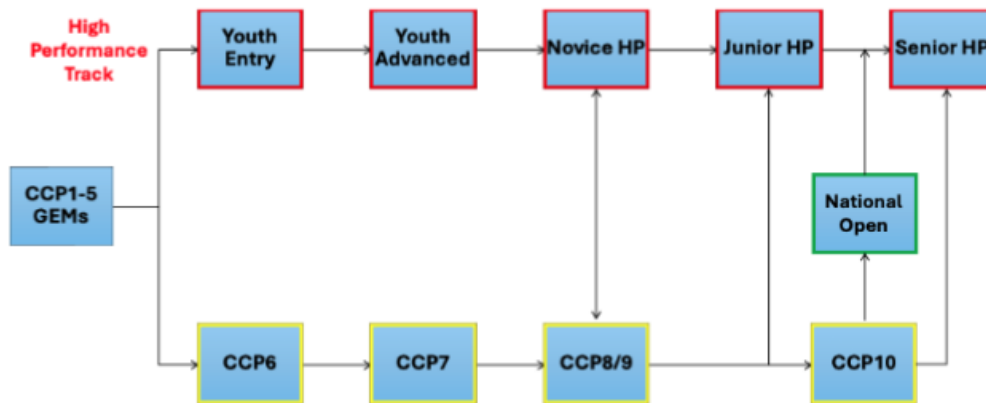 High
Performance
Track
Youth
Entry
Youth
Advanced
Novice HP
Junior HP
Senior HP
CCP1-5
GEMs
National
Open
CCP6
CCP7
CCP8/9
CCP10